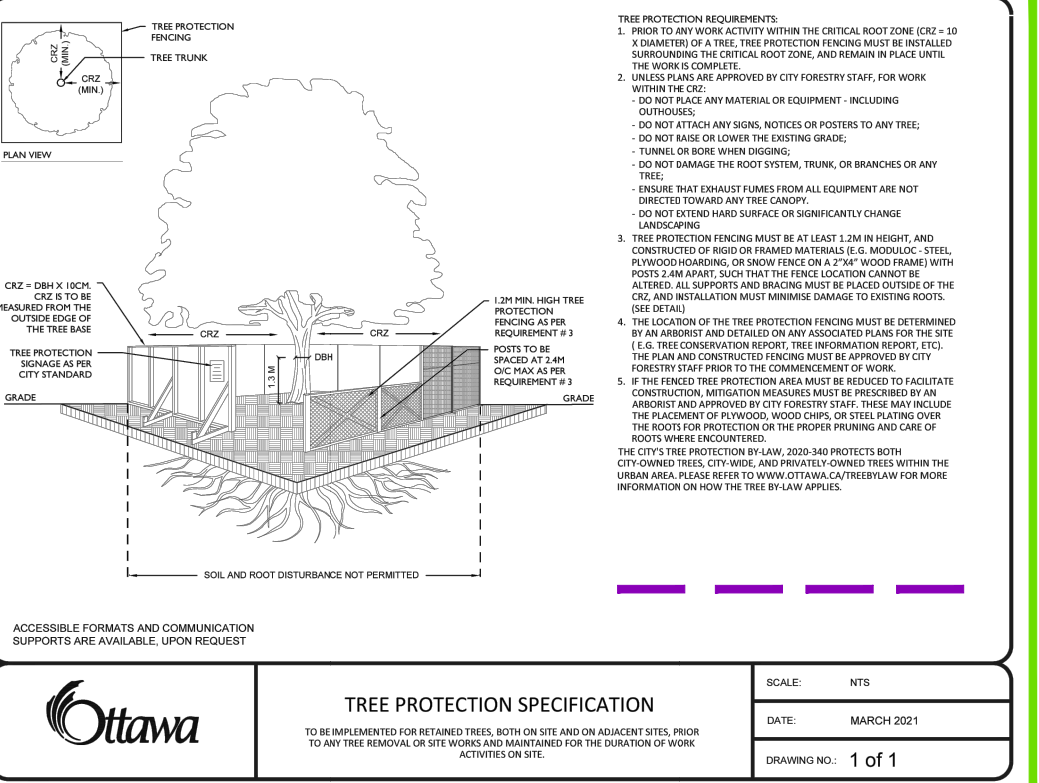 TREE PROTECTION
FENCING
TREE TRUNK
CRZ
(MIN.)
CRZ
(MIN.)
PLAN VIEW
CRZ = DBH X 10CM.
CRZ IS TO BE
MEASURED FROM THE
OUTSIDE EDGE OF
THE TREE BASE
TREE PROTECTION
SIGNAGE AS PER
CITY STANDARD
GRADE
CRZ
CRZ
DBH
1.3 M
1.2M MIN. HIGH TREE
PROTECTION
FENCING AS PER
REQUIREMENT # 3
POSTS TO BE
SPACED AT 2.4M
O/C MAX AS PER
REQUIREMENT # 3
GRADE
SOIL AND ROOT DISTURBANCE NOT PERMITTED
TREE PROTECTION REQUIREMENTS:
1. PRIOR TO ANY WORK ACTIVITY WITHIN THE CRITICAL ROOT ZONE (CRZ = 10
X DIAMETER) OF A TREE, TREE PROTECTION FENCING MUST BE INSTALLED
SURROUNDING THE CRITICAL ROOT ZONE, AND REMAIN IN PLACE UNTIL
THE WORK IS COMPLETE.
2. UNLESS PLANS ARE APPROVED BY CITY FORESTRY STAFF, FOR WORK
WITHIN THE CRZ:
- DO NOT PLACE ANY MATERIAL OR EQUIPMENT - INCLUDING
OUTHOUSES;
- DO NOT ATTACH ANY SIGNS, NOTICES OR POSTERS TO ANY TREE;
- DO NOT RAISE OR LOWER THE EXISTING GRADE;
- TUNNEL OR BORE WHEN DIGGING;
- DO NOT DAMAGE THE ROOT SYSTEM, TRUNK, OR BRANCHES OR ANY
TREE;
- ENSURE THAT EXHAUST FUMES FROM ALL EQUIPMENT ARE NOT
DIRECTED TOWARD ANY TREE CANOPY.
- DO NOT EXTEND HARD SURFACE OR SIGNIFICANTLY CHANGE
LANDSCAPING
3. TREE PROTECTION FENCING MUST BE AT LEAST 1.2M IN HEIGHT, AND
CONSTRUCTED OF RIGID OR FRAMED MATERIALS (E.G. MODULOC - STEEL,
PLYWOOD HOARDING, OR SNOW FENCE ON A 2"X4" WOOD FRAME) WITH
POSTS 2.4M APART, SUCH THAT THE FENCE LOCATION CANNOT BE
ALTERED. ALL SUPPORTS AND BRACING MUST BE PLACED OUTSIDE OF THE
CRZ, AND INSTALLATION MUST MINIMISE DAMAGE TO EXISTING ROOTS.
(SEE DETAIL)
4. THE LOCATION OF THE TREE PROTECTION FENCING MUST BE DETERMINED
BY AN ARBORIST AND DETAILED ON ANY ASSOCIATED PLANS FOR THE SITE
( E.G. TREE CONSERVATION REPORT, TREE INFORMATION REPORT, ETC).
THE PLAN AND CONSTRUCTED FENCING MUST BE APPROVED BY CITY
FORESTRY STAFF PRIOR TO THE COMMENCEMENT OF WORK.
5. IF THE FENCED TREE PROTECTION AREA MUST BE REDUCED TO FACILITATE
CONSTRUCTION, MITIGATION MEASURES MUST BE PRESCRIBED BY AN
ARBORIST AND APPROVED BY CITY FORESTRY STAFF. THESE MAY INCLUDE
THE PLACEMENT OF PLYWOOD, WOOD CHIPS, OR STEEL PLATING OVER
THE ROOTS FOR PROTECTION OR THE PROPER PRUNING AND CARE OF
ROOTS WHERE ENCOUNTERED.
THE CITY'S TREE PROTECTION BY-LAW, 2020-340 PROTECTS BOTH
CITY-OWNED TREES, CITY-WIDE, AND PRIVATELY-OWNED TREES WITHIN THE
URBAN AREA. PLEASE REFER TO WWW.OTTAWA.CA/TREEBYLAW FOR MORE
INFORMATION ON HOW THE TREE BY-LAW APPLIES.
ACCESSIBLE FORMATS AND COMMUNICATION
SUPPORTS ARE AVAILABLE, UPON REQUEST
Ottawa
TREE PROTECTION SPECIFICATION
TO BE IMPLEMENTED FOR RETAINED TREES, BOTH ON SITE AND ON ADJACENT SITES, PRIOR
TO ANY TREE REMOVAL OR SITE WORKS AND MAINTAINED FOR THE DURATION OF WORK
ACTIVITIES ON SITE.
SCALE: NTS
DATE: MARCH 2021
DRAWING NO.: 1 of 1